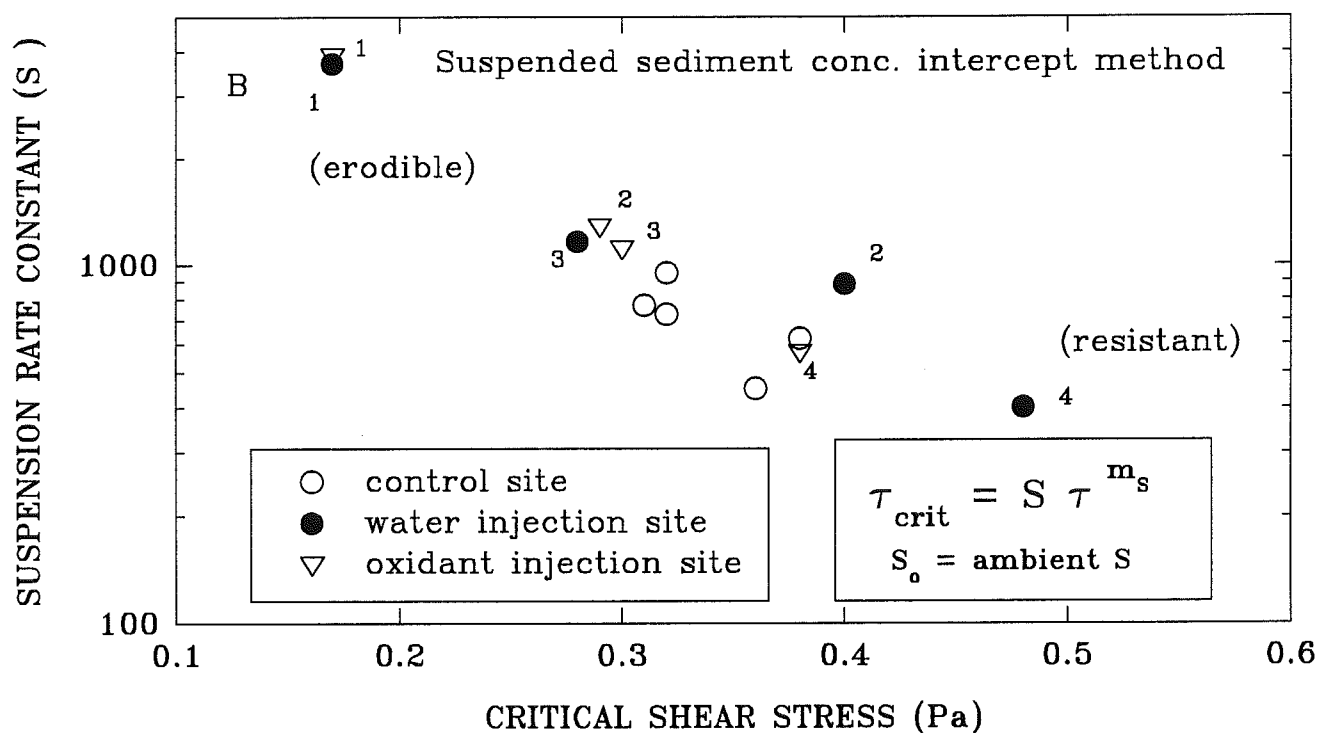 SUSPENSION RATE CONSTANT (S)
B
Suspended sediment conc. intercept method
1
1
(erodible)
2
3
3
2
(resistant)
4
4
1000
100
control site
water injection site
oxidant injection site
τcrit = S τ^ms
So = ambient S
0.1 0.2 0.3 0.4 0.5 0.6
CRITICAL SHEAR STRESS (Pa)